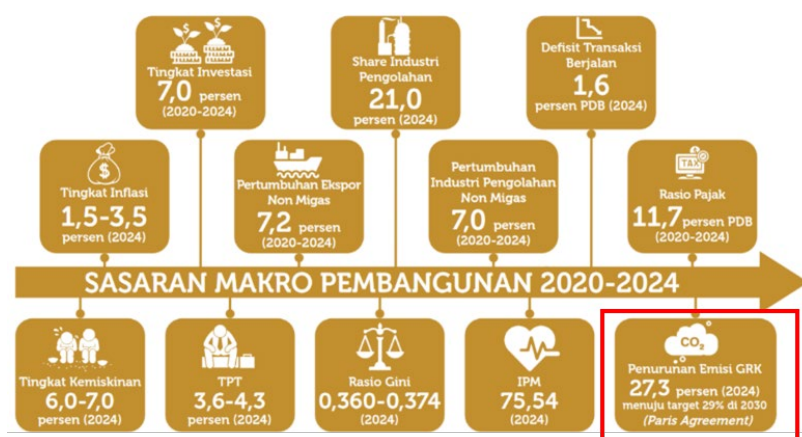 Tingkat Investasi
7,0 persen
(2020-2024)
Share Industri
Pengolahan
21,0
persen (2024)
Defisit Transaksi
Berjalan
1,6
persen PDB (2024)
$
Tingkat Inflasi
1,5-3,5
persen (2024)
Pertumbuhan Ekspor
Non Migas
7,2 persen
(2020-2024)
Pertumbuhan
Industri Pengolahan
Non Migas
7,0 persen
(2020-2024)
TAX
Rasio Pajak
11,7 persen PDB
(2020-2024)
SASARAN MAKRO PEMBANGUNAN 2020-2024
Tingkat Kemiskinan
6,0-7,0
persen (2024)
TPT
3,6-4,3
persen (2024)
Rasio Gini
0,360-0,374
(2024)
IPM
75,54
(2024)
CO₂
Penurunan Emisi GRK
27,3 persen (2024)
menuju target 29% di 2030
(Paris Agreement)